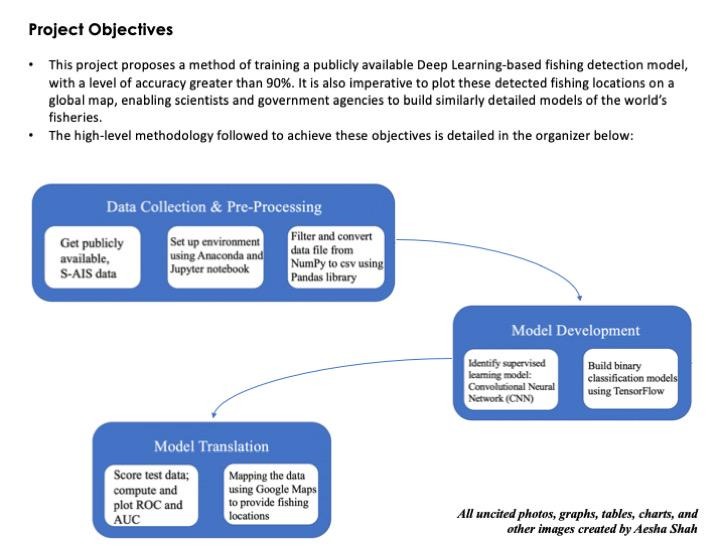 Project Objectives
• This project proposes a method of training a publicly available Deep Learning-based fishing detection model,
with a level of accuracy greater than 90%. It is also imperative to plot these detected fishing locations on a
global map, enabling scientists and government agencies to build similarly detailed models of the world's
fisheries.
• The high-level methodology followed to achieve these objectives is detailed in the organizer below:
Data Collection & Pre-Processing
Get publicly
available,
S-AIS data
Set up environment
using Anaconda and
Jupyter notebook
Filter and convert
data file from
NumPy to csv using
Pandas library
Model Development
Identify supervised
learning model:
Convolutional Neural
Network (CNN)
Build binary
classification models
using TensorFlow
Model Translation
Score test data;
compute and
plot ROC and
AUC
Mapping the data
using Google Maps
to provide fishing
locations
All uncited photos, graphs, tables, charts, and
other images created by Aesha Shah